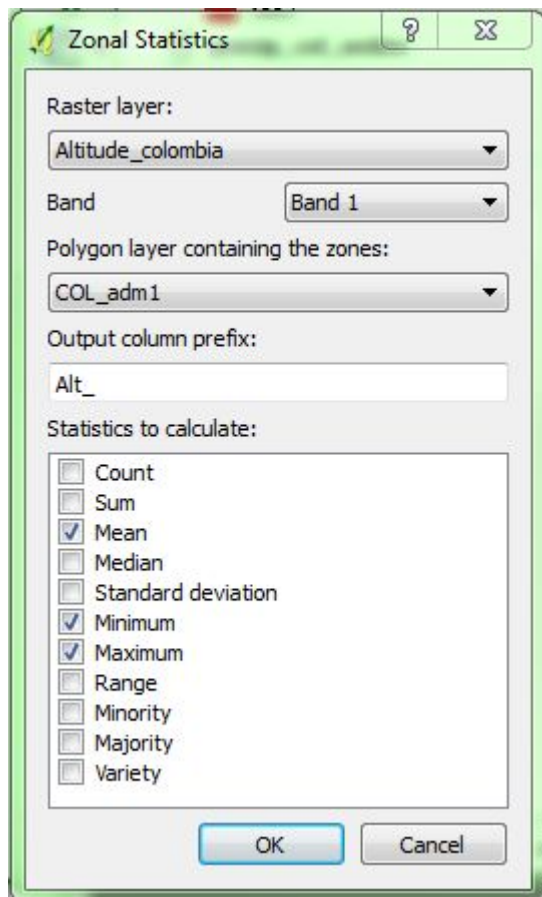 Zonal Statistics
Raster layer:
Altitude_colombia
Band
Band 1
Polygon layer containing the zones:
COL_adm1
Output column prefix:
Alt_
Statistics to calculate:
Count
Sum
Mean
Median
Standard deviation
Minimum
Maximum
Range
Minority
Majority
Variety
OK
Cancel